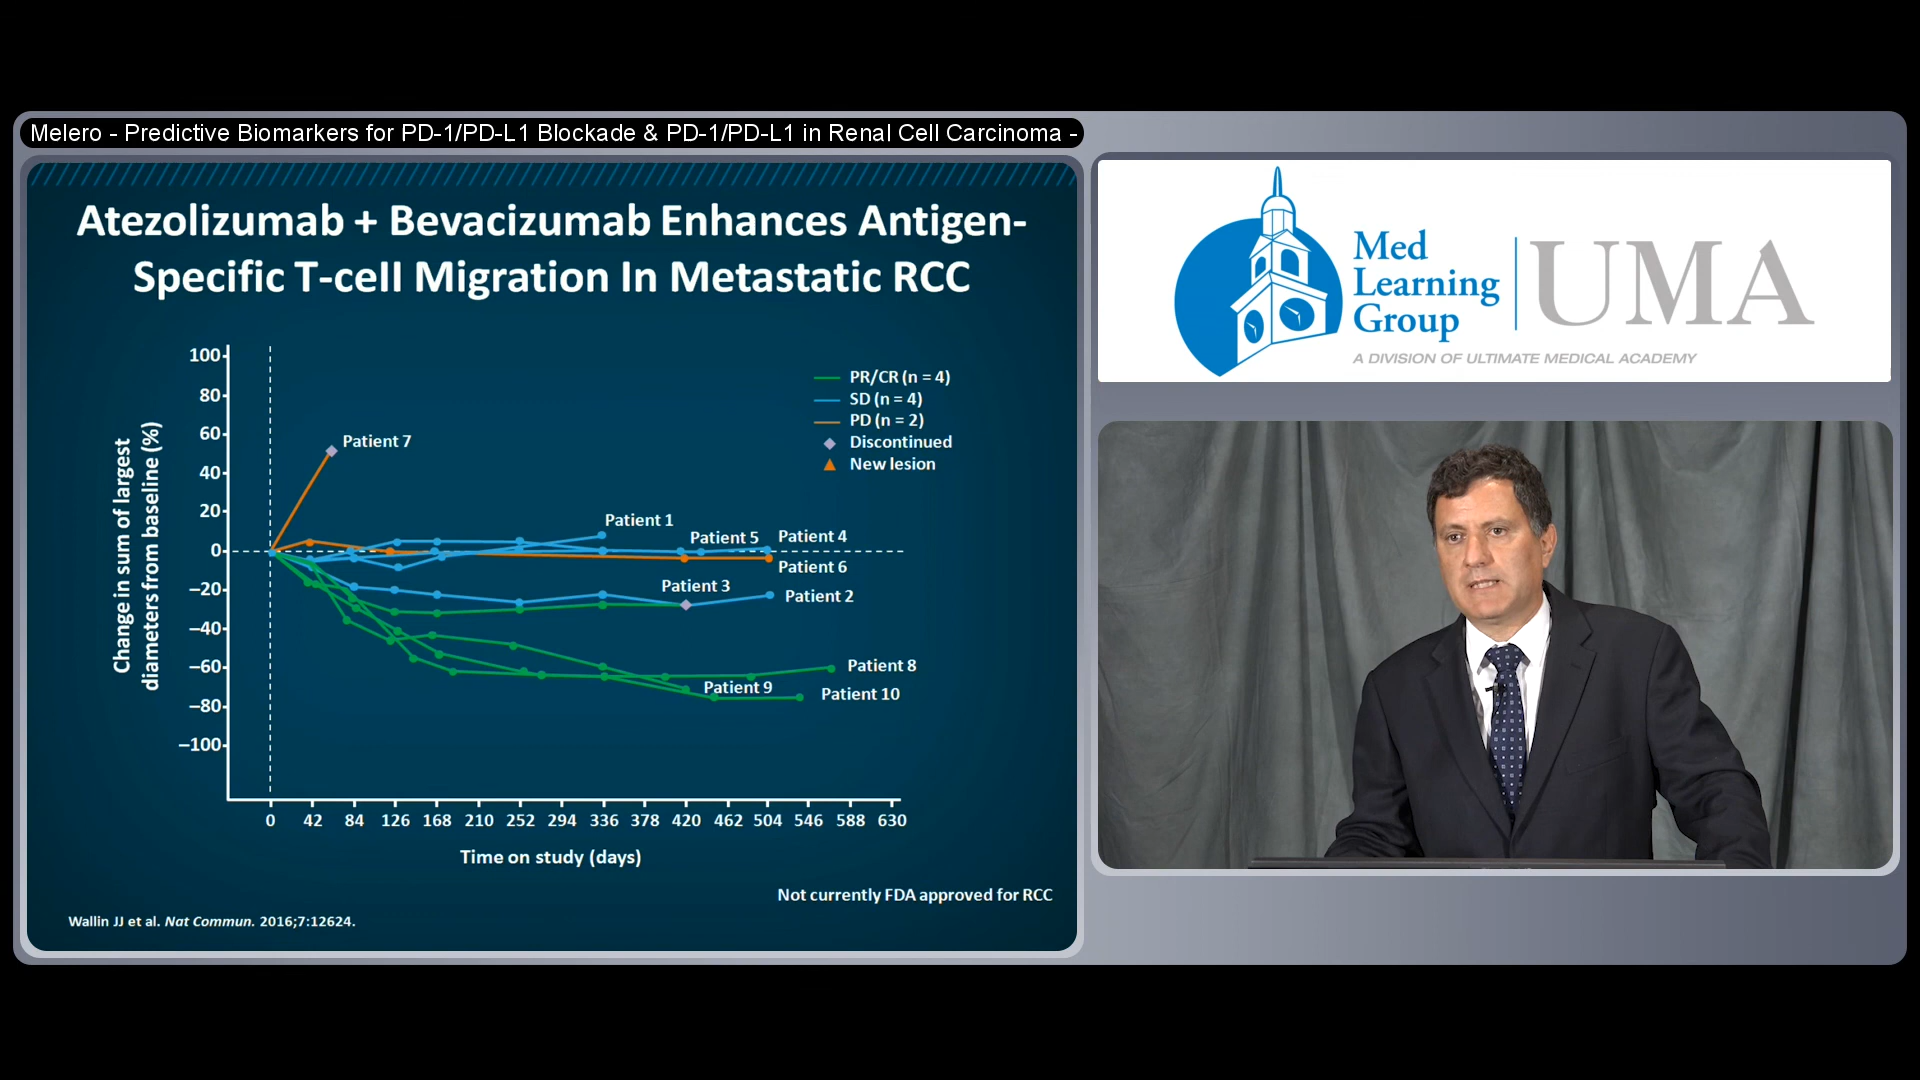 Melero - Predictive Biomarkers for PD-1/PD-L1 Blockade & PD-1/PD-L1 in Renal Cell Carcinoma -
Atezolizumab + Bevacizumab Enhances Antigen-
Specific T-cell Migration In Metastatic RCC
Change in sum of largest
diameters from baseline (%)
100
80
60
40
20
0
–20
–40
–60
–80
–100
PR/CR (n = 4)
SD (n = 4)
PD (n = 2)
Discontinued
New lesion
Patient 7
Patient 1
Patient 5
Patient 4
Patient 6
Patient 3
Patient 2
Patient 8
Patient 9
Patient 10
0 42 84 126 168 210 252 294 336 378 420 462 504 546 588 630
Time on study (days)
Not currently FDA approved for RCC
Wallin JJ et al. Nat Commun. 2016;7:12624.
Med
Learning
Group
UMA
A DIVISION OF ULTIMATE MEDICAL ACADEMY